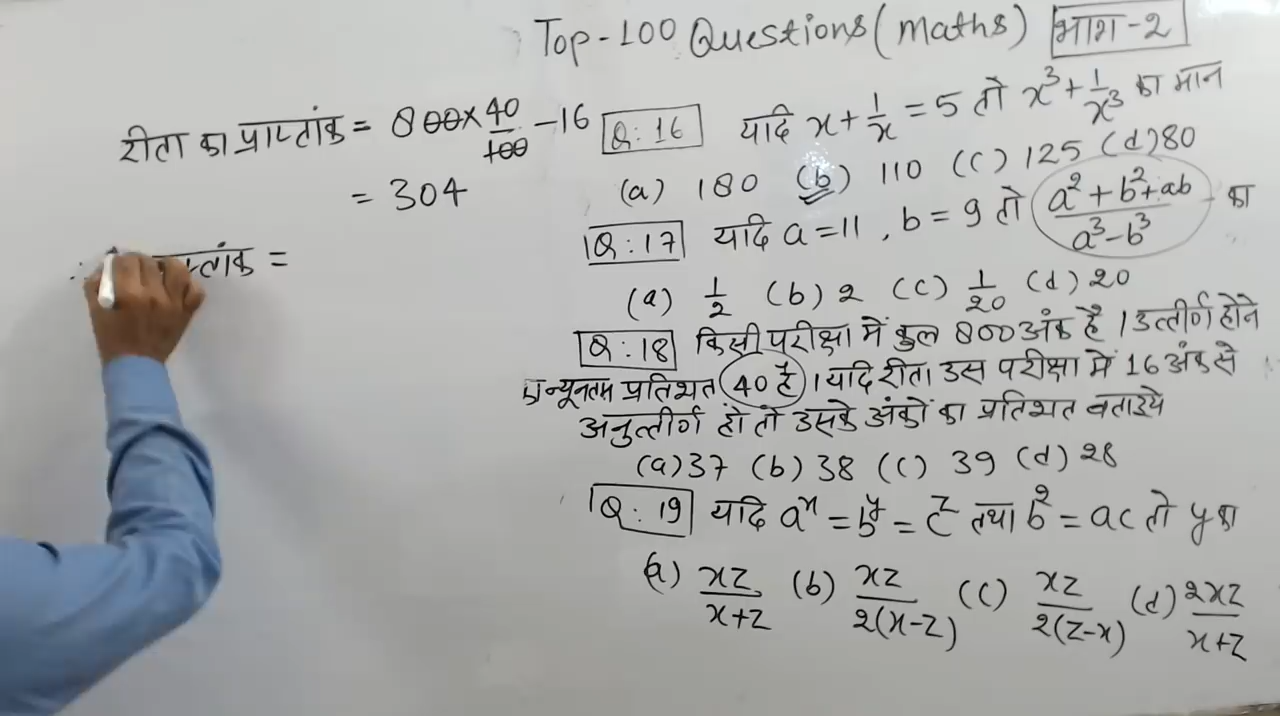 Top-100 Questions (Maths) भाग-2
रीता का प्राप्तांक = 800 × 40/100 - 16
= 304
प्तांक =
Q:16 यदि x + 1/x = 5 तो x³ + 1/x³ का मान
(a) 180 (b) 110 (c) 125 (d) 80
Q:17 यदि a = 11, b = 9 तो (a² + b² + ab)/(a³ - b³) का
(a) 1/2 (b) 2 (c) 1/20 (d) 20
Q:18 किसी परीक्षा में कुल 800 अंक है । उत्तीर्ण होने
न्यूनतम प्रतिशत 40 है । यदि रीता उस परीक्षा में 16 अंक से
अनुत्तीर्ण हो तो उसके अंकों का प्रतिशत बताइये
(a) 37 (b) 38 (c) 39 (d) 28
Q:19 यदि aˣ = bʸ = cᶻ तथा b² = ac तो y का
(a) xz/(x+z) (b) xz/2(x-z) (c) xz/2(z-x) (d) 2xz/(x+z)